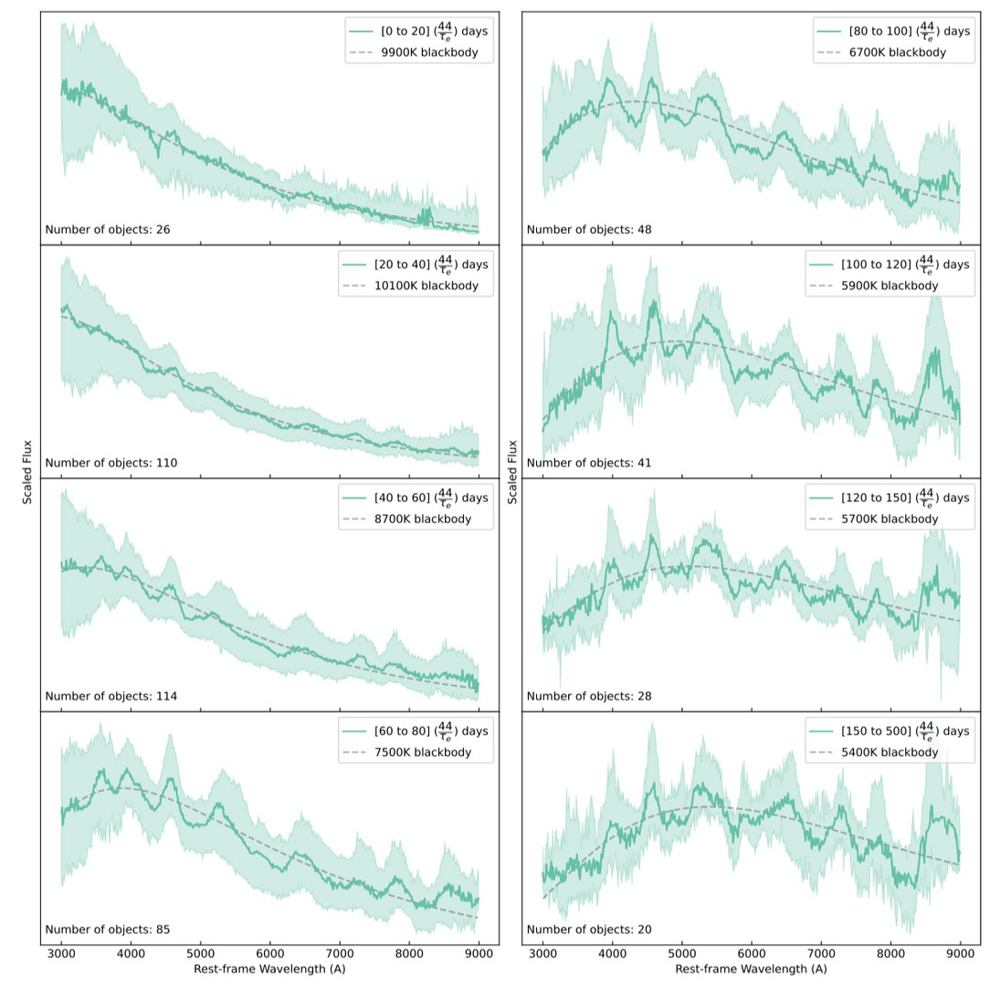 [0 to 20] (44/τe) days
9900K blackbody
Number of objects: 26
[20 to 40] (44/τe) days
10100K blackbody
Number of objects: 110
[40 to 60] (44/τe) days
8700K blackbody
Number of objects: 114
[60 to 80] (44/τe) days
7500K blackbody
Number of objects: 85
Scaled Flux
3000 4000 5000 6000 7000 8000 9000
Rest-frame Wavelength (A)
[80 to 100] (44/τe) days
6700K blackbody
Number of objects: 48
[100 to 120] (44/τe) days
5900K blackbody
Number of objects: 41
[120 to 150] (44/τe) days
5700K blackbody
Number of objects: 28
[150 to 500] (44/τe) days
5400K blackbody
Number of objects: 20
Scaled Flux
3000 4000 5000 6000 7000 8000 9000
Rest-frame Wavelength (A)